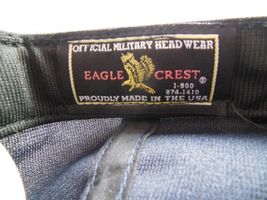 OFFICIAL MILITARY HEAD WEAR
EAGLE CREST®
1-800
874-1410
PROUDLY MADE IN THE USA